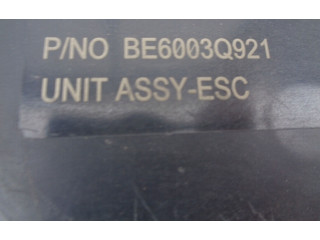 P/NO BE6003Q921
UNIT ASSY-ESC